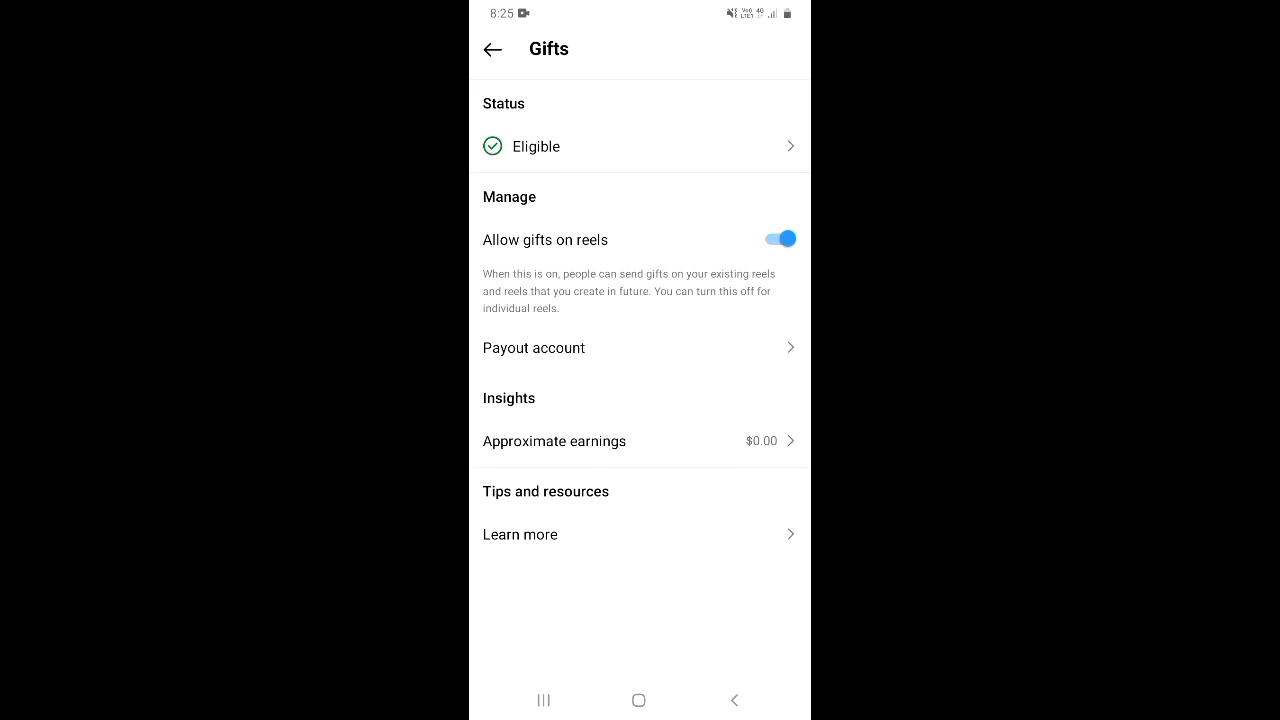 8:25
Gifts
Status
Eligible
Manage
Allow gifts on reels
When this is on, people can send gifts on your existing reels
and reels that you create in future. You can turn this off for
individual reels.
Payout account
Insights
Approximate earnings $0.00
Tips and resources
Learn more